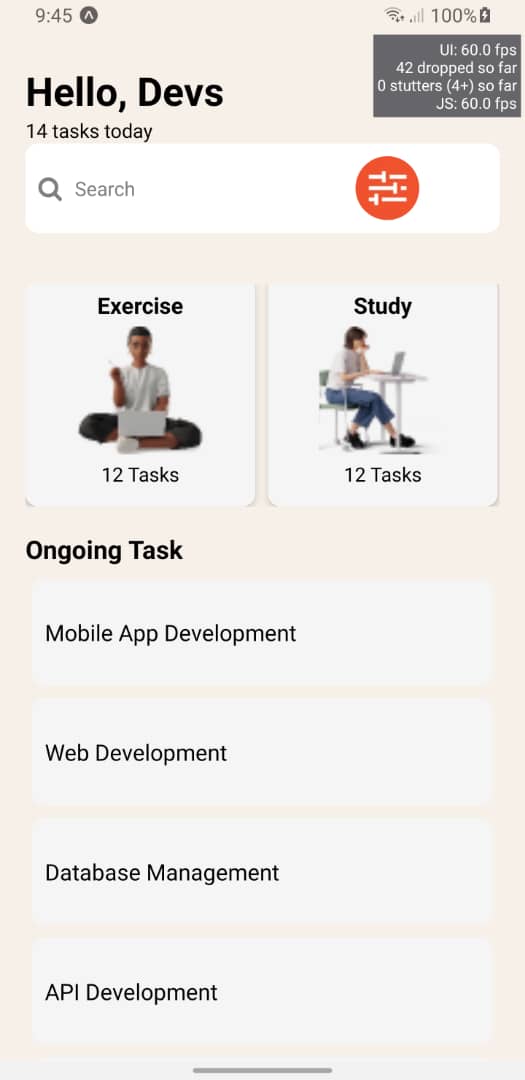 9:45
100%
UI: 60.0 fps
42 dropped so far
0 stutters (4+) so far
JS: 60.0 fps
Hello, Devs
14 tasks today
Search
Exercise
Study
12 Tasks
12 Tasks
Ongoing Task
Mobile App Development
Web Development
Database Management
API Development